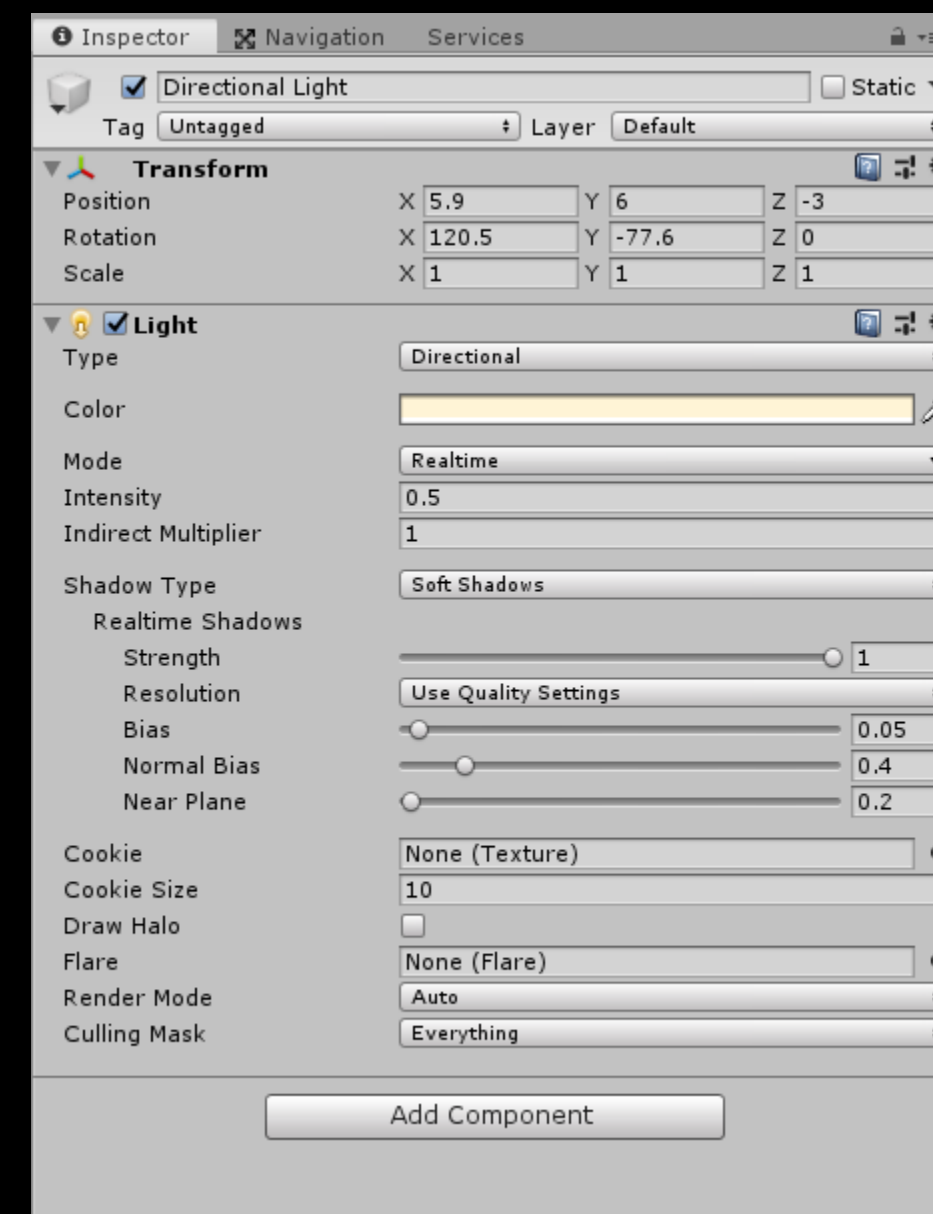 Inspector Navigation Services
Directional Light Static
Tag Untagged Layer Default
Transform
Position X 5.9 Y 6 Z -3
Rotation X 120.5 Y -77.6 Z 0
Scale X 1 Y 1 Z 1
Light
Type Directional
Color
Mode Realtime
Intensity 0.5
Indirect Multiplier 1
Shadow Type Soft Shadows
Realtime Shadows
Strength 1
Resolution Use Quality Settings
Bias 0.05
Normal Bias 0.4
Near Plane 0.2
Cookie None (Texture)
Cookie Size 10
Draw Halo
Flare None (Flare)
Render Mode Auto
Culling Mask Everything
Add Component